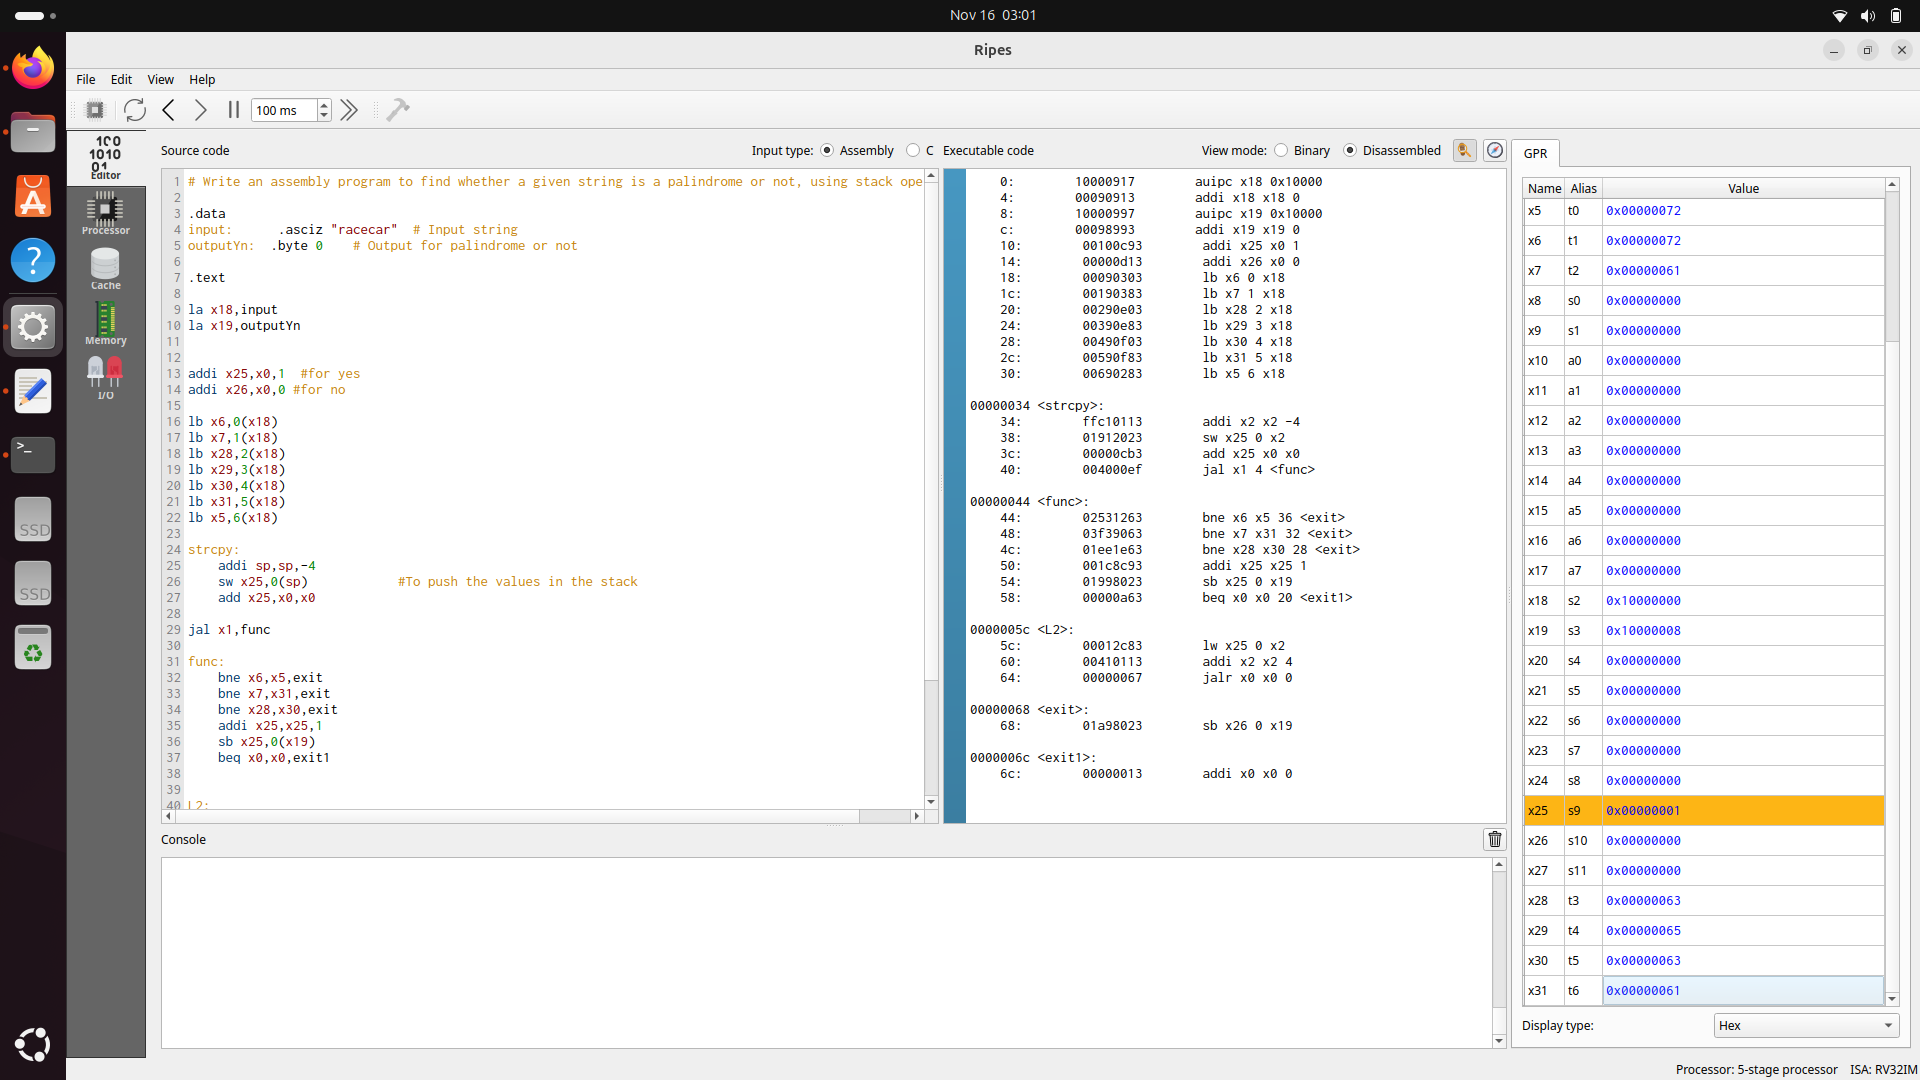 Nov 16 03:01
Ripes
File Edit View Help
100 ms
Editor
Processor
Cache
Memory
I/O
Source code
Input type: Assembly C
1 # Write an assembly program to find whether a given string is a palindrome or not, using stack ope
2
3 .data
4 input: .asciz "racecar" # Input string
5 outputYn: .byte 0 # Output for palindrome or not
6
7 .text
8
9 la x18,input
10 la x19,outputYn
11
12
13 addi x25,x0,1 #for yes
14 addi x26,x0,0 #for no
15
16 lb x6,0(x18)
17 lb x7,1(x18)
18 lb x28,2(x18)
19 lb x29,3(x18)
20 lb x30,4(x18)
21 lb x31,5(x18)
22 lb x5,6(x18)
23
24 strcpy:
25 addi sp,sp,-4
26 sw x25,0(sp) #To push the values in the stack
27 add x25,x0,x0
28
29 jal x1,func
30
31 func:
32 bne x6,x5,exit
33 bne x7,x31,exit
34 bne x28,x30,exit
35 addi x25,x25,1
36 sb x25,0(x19)
37 beq x0,x0,exit1
38
39
40 L2:
Executable code
View mode: Binary Disassembled
0: 10000917 auipc x18 0x10000
4: 00090913 addi x18 x18 0
8: 10000997 auipc x19 0x10000
c: 00098993 addi x19 x19 0
10: 00100c93 addi x25 x0 1
14: 00000d13 addi x26 x0 0
18: 00090303 lb x6 0 x18
1c: 00190383 lb x7 1 x18
20: 00290e03 lb x28 2 x18
24: 00390e83 lb x29 3 x18
28: 00490f03 lb x30 4 x18
2c: 00590f83 lb x31 5 x18
30: 00690283 lb x5 6 x18
00000034 <strcpy>:
34: ffc10113 addi x2 x2 -4
38: 01912023 sw x25 0 x2
3c: 00000cb3 add x25 x0 x0
40: 004000ef jal x1 4 <func>
00000044 <func>:
44: 02531263 bne x6 x5 36 <exit>
48: 03f39063 bne x7 x31 32 <exit>
4c: 01ee1e63 bne x28 x30 28 <exit>
50: 001c8c93 addi x25 x25 1
54: 01998023 sb x25 0 x19
58: 00000a63 beq x0 x0 20 <exit1>
0000005c <L2>:
5c: 00012c83 lw x25 0 x2
60: 00410113 addi x2 x2 4
64: 00000067 jalr x0 x0 0
00000068 <exit>:
68: 01a98023 sb x26 0 x19
0000006c <exit1>:
6c: 00000013 addi x0 x0 0
Console
GPR
Name Alias Value
x5 t0 0x00000072
x6 t1 0x00000072
x7 t2 0x00000061
x8 s0 0x00000000
x9 s1 0x00000000
x10 a0 0x00000000
x11 a1 0x00000000
x12 a2 0x00000000
x13 a3 0x00000000
x14 a4 0x00000000
x15 a5 0x00000000
x16 a6 0x00000000
x17 a7 0x00000000
x18 s2 0x10000000
x19 s3 0x10000008
x20 s4 0x00000000
x21 s5 0x00000000
x22 s6 0x00000000
x23 s7 0x00000000
x24 s8 0x00000000
x25 s9 0x00000001
x26 s10 0x00000000
x27 s11 0x00000000
x28 t3 0x00000063
x29 t4 0x00000065
x30 t5 0x00000063
x31 t6 0x00000061
Display type: Hex
Processor: 5-stage processor ISA: RV32IM
SSD
SSD